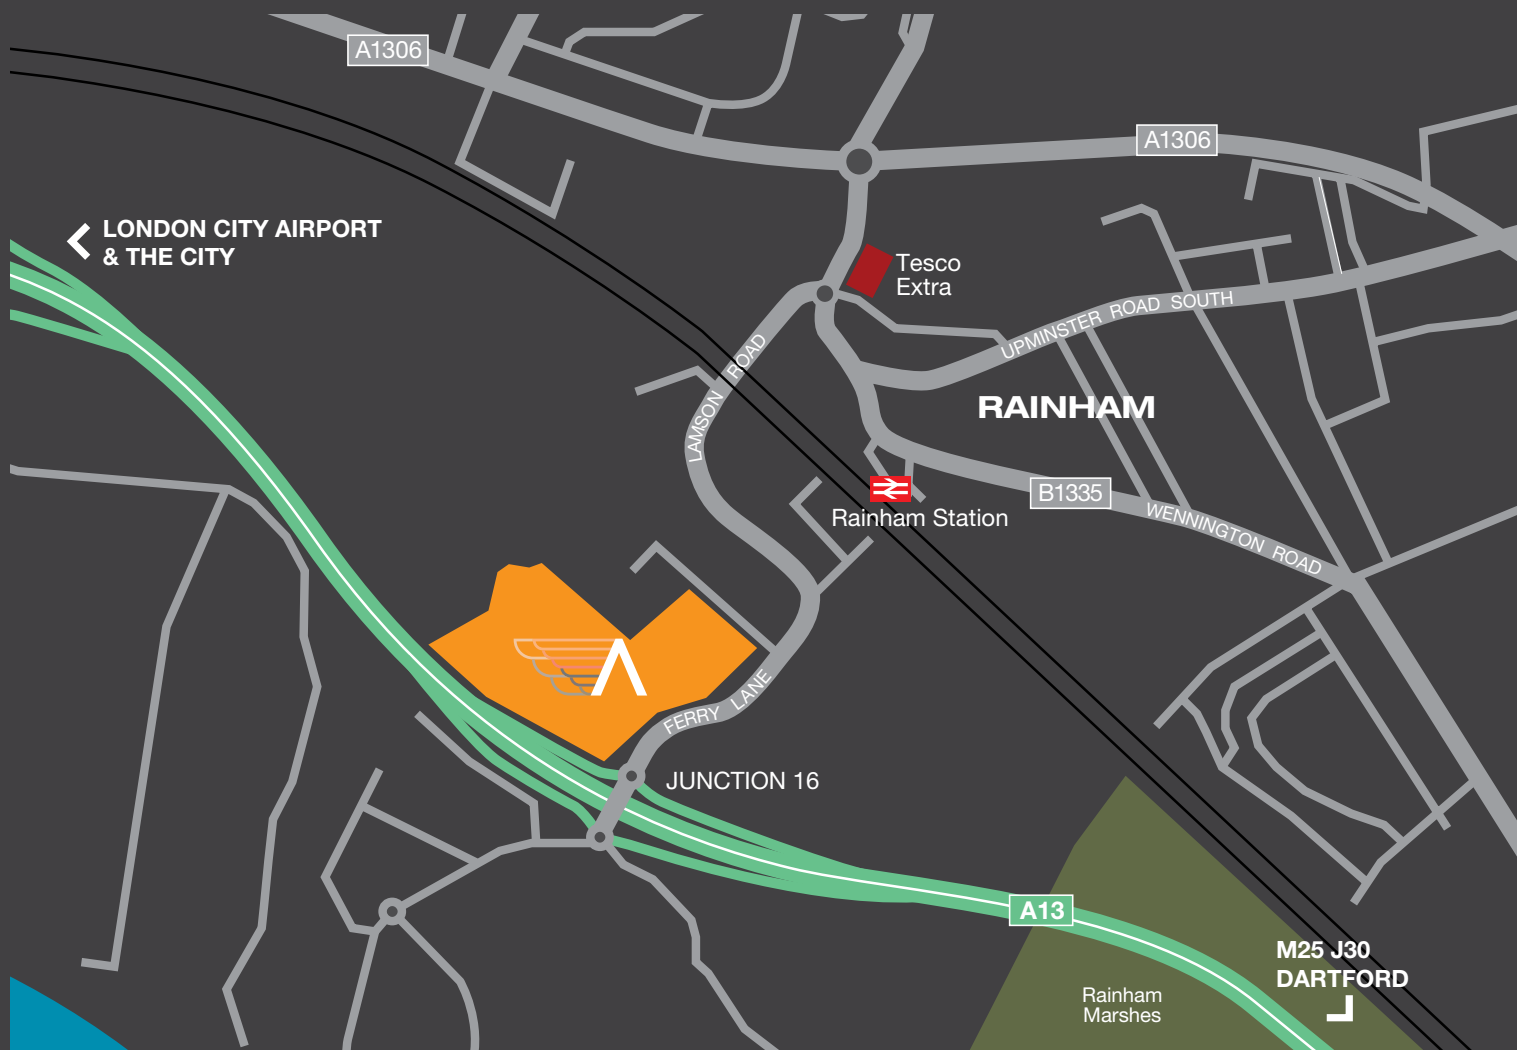 A1306
A1306
LONDON CITY AIRPORT
& THE CITY
Tesco
Extra
UPMINSTER ROAD SOUTH
LAMSON ROAD
RAINHAM
B1335
WENNINGTON ROAD
Rainham Station
FERRY LANE
JUNCTION 16
A13
M25 J30
DARTFORD
Rainham
Marshes